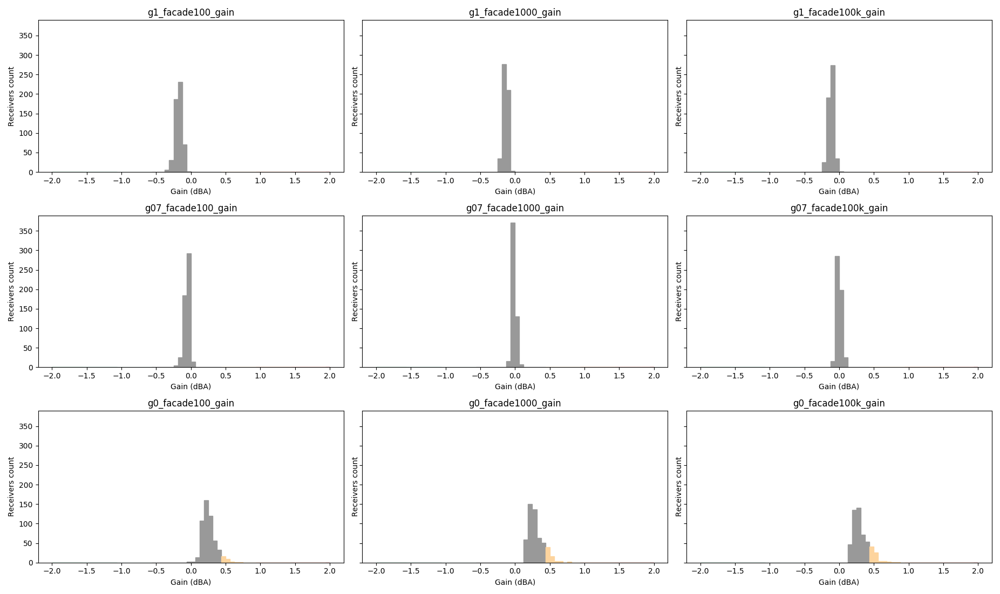 g1_facade100_gain
g1_facade1000_gain
g1_facade100k_gain
350
300
250
200
150
100
50
0
Receivers count
Receivers count
Receivers count
−2.0 −1.5 −1.0 −0.5 0.0 0.5 1.0 1.5 2.0
−2.0 −1.5 −1.0 −0.5 0.0 0.5 1.0 1.5 2.0
−2.0 −1.5 −1.0 −0.5 0.0 0.5 1.0 1.5 2.0
Gain (dBA)
Gain (dBA)
Gain (dBA)
g07_facade100_gain
g07_facade1000_gain
g07_facade100k_gain
350
300
250
200
150
100
50
0
Receivers count
Receivers count
Receivers count
−2.0 −1.5 −1.0 −0.5 0.0 0.5 1.0 1.5 2.0
−2.0 −1.5 −1.0 −0.5 0.0 0.5 1.0 1.5 2.0
−2.0 −1.5 −1.0 −0.5 0.0 0.5 1.0 1.5 2.0
Gain (dBA)
Gain (dBA)
Gain (dBA)
g0_facade100_gain
g0_facade1000_gain
g0_facade100k_gain
350
300
250
200
150
100
50
0
Receivers count
Receivers count
Receivers count
−2.0 −1.5 −1.0 −0.5 0.0 0.5 1.0 1.5 2.0
−2.0 −1.5 −1.0 −0.5 0.0 0.5 1.0 1.5 2.0
−2.0 −1.5 −1.0 −0.5 0.0 0.5 1.0 1.5 2.0
Gain (dBA)
Gain (dBA)
Gain (dBA)